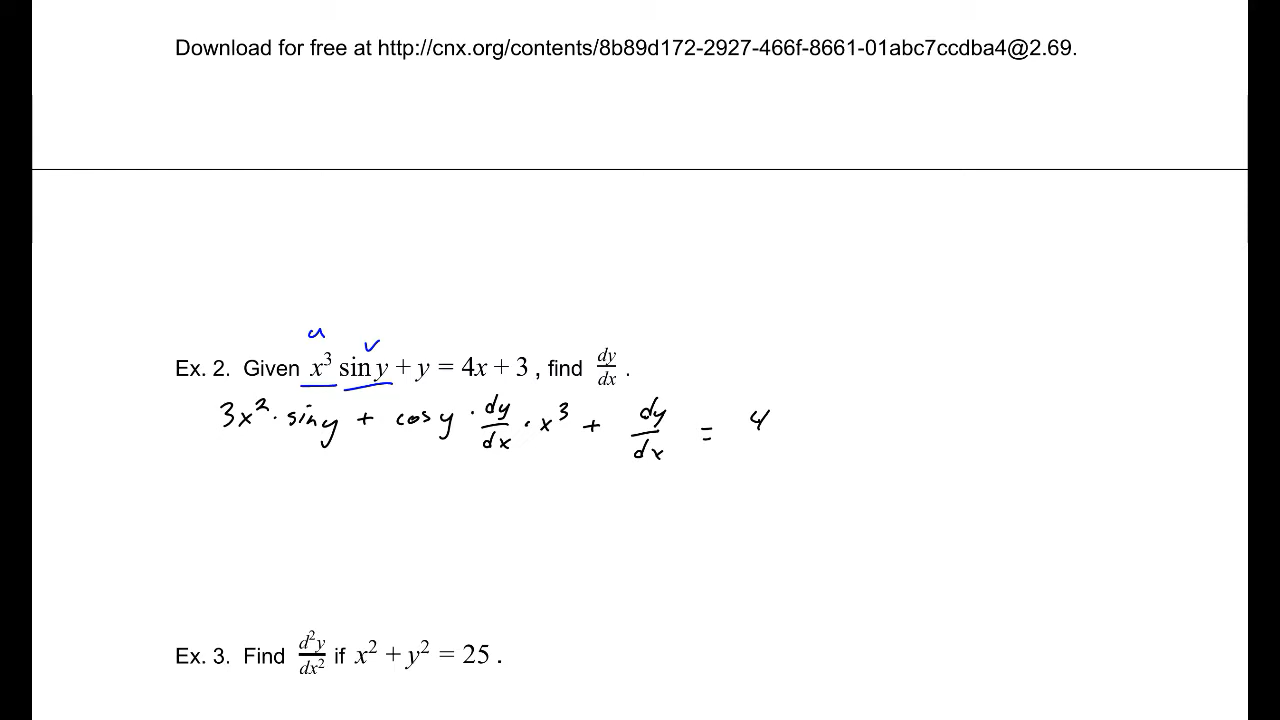 Download for free at http://cnx.org/contents/8b89d172-2927-466f-8661-01abc7ccdba4@2.69.
u
v
Ex. 2. Given x³ sin y + y = 4x + 3 , find dy/dx .
3x² · sin y + cos y · dy/dx · x³ + dy/dx = 4
Ex. 3. Find d²y/dx² if x² + y² = 25 .